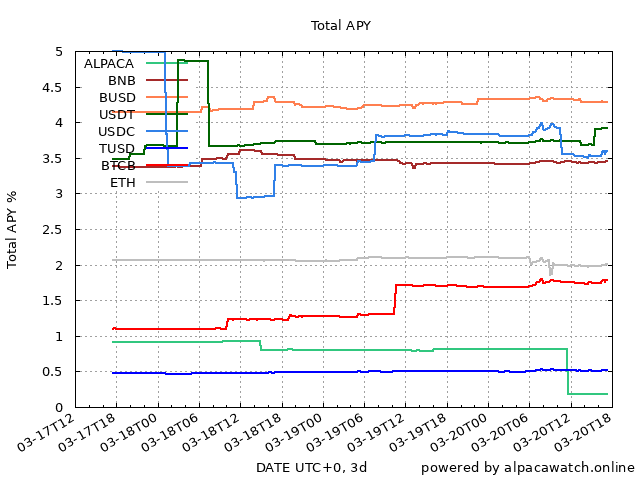 Total APY
Total APY %
5
4.5
4
3.5
3
2.5
2
1.5
1
0.5
0
ALPACA
BNB
BUSD
USDT
USDC
TUSD
BTCB
ETH
03-17T12
03-17T18
03-18T00
03-18T06
03-18T12
03-18T18
03-19T00
03-19T06
03-19T12
03-19T18
03-20T00
03-20T06
03-20T12
03-20T18
DATE UTC+0, 3d
powered by alpacawatch.online